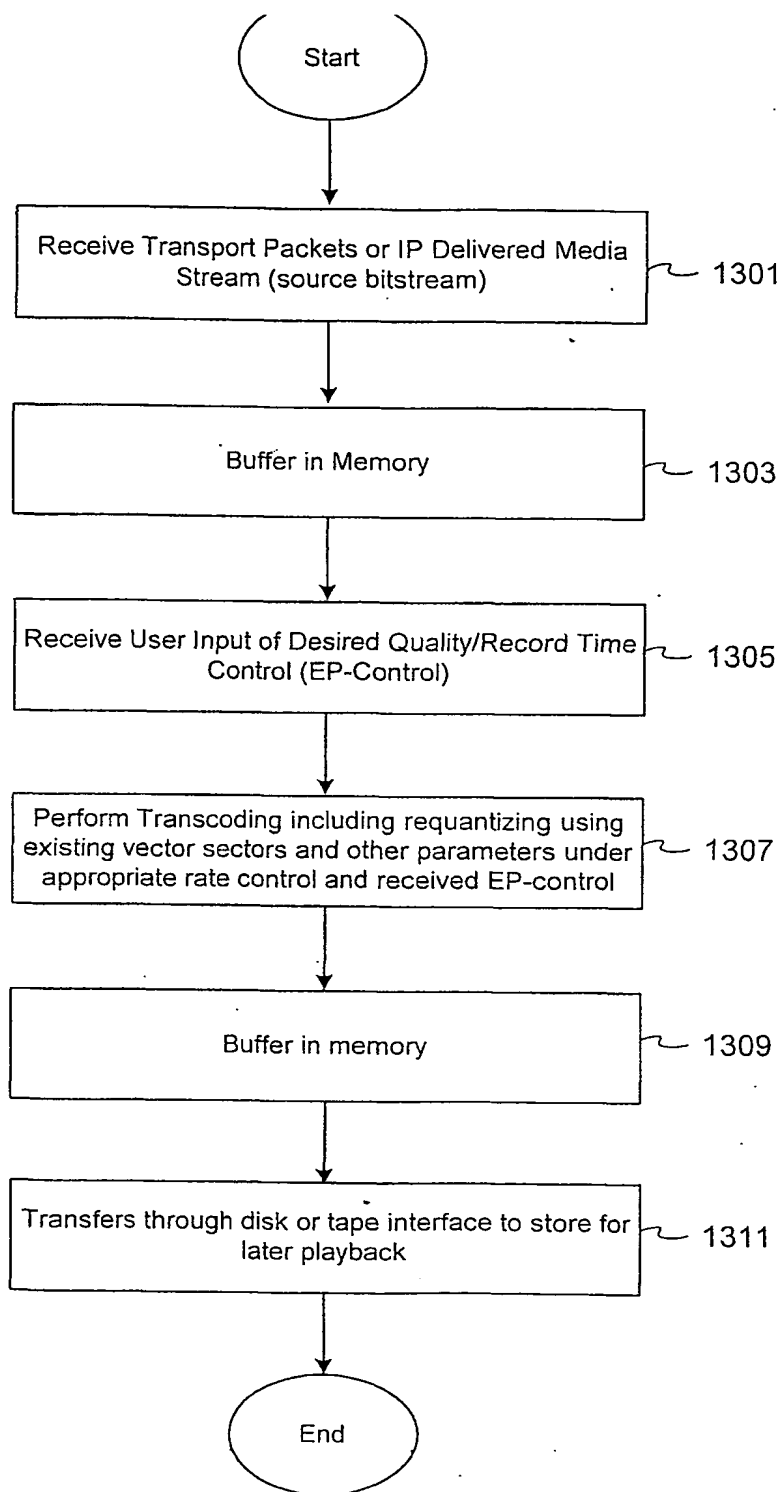 Start
Receive Transport Packets or IP Delivered Media
Stream (source bitstream)
1301
Buffer in Memory
1303
Receive User Input of Desired Quality/Record Time
Control (EP-Control)
1305
Perform Transcoding including requantizing using
existing vector sectors and other parameters under
appropriate rate control and received EP-control
1307
Buffer in memory
1309
Transfers through disk or tape interface to store for
later playback
1311
End